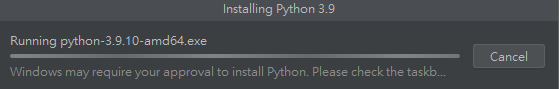 Installing Python 3.9
Running python-3.9.10-amd64.exe
Cancel
Windows may require your approval to install Python. Please check the taskb...